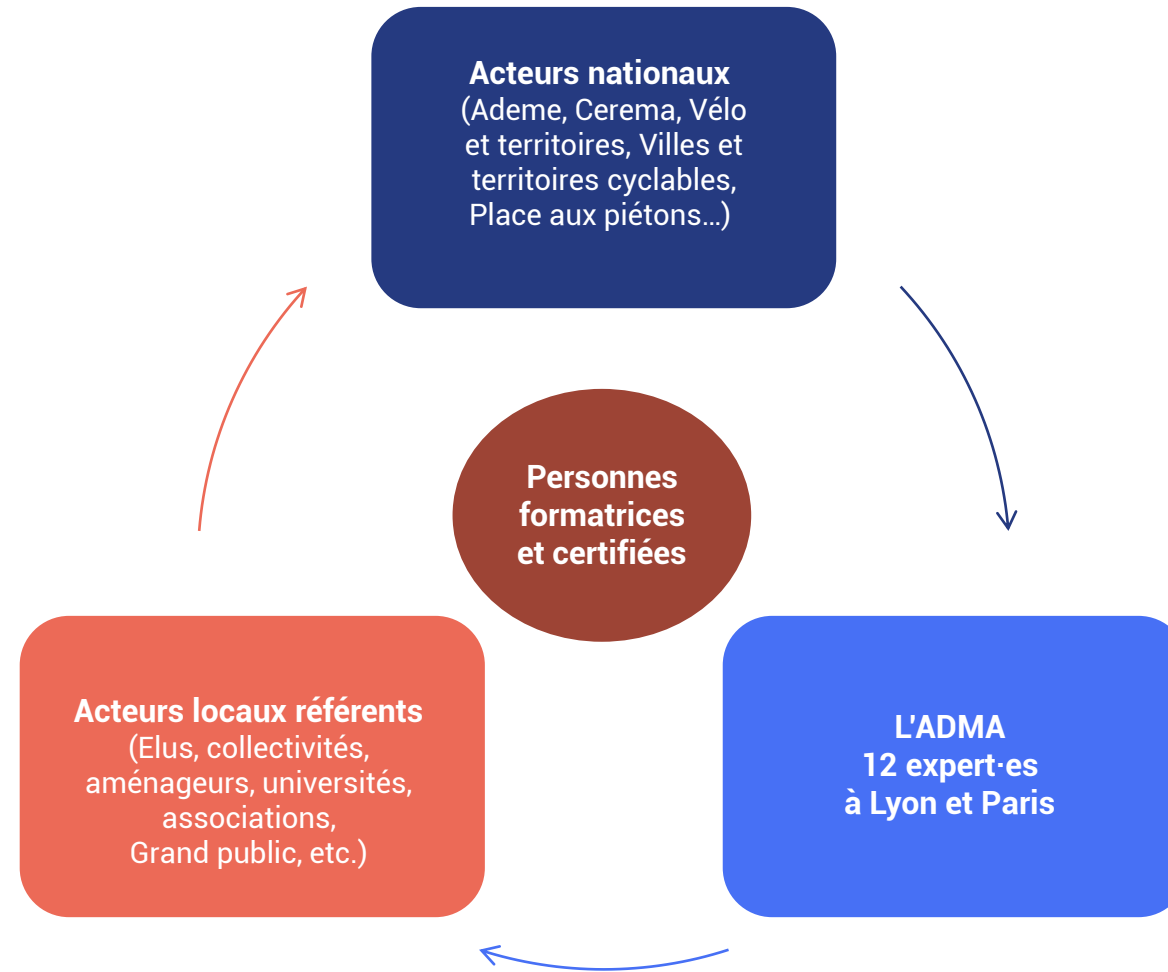 Acteurs nationaux
(Ademe, Cerema, Vélo
et territoires, Villes et
territoires cyclables,
Place aux piétons…)
Personnes
formatrices
et certifiées
Acteurs locaux référents
(Elus, collectivités,
aménageurs, universités,
associations,
Grand public, etc.)
L'ADMA
12 expert·es
à Lyon et Paris